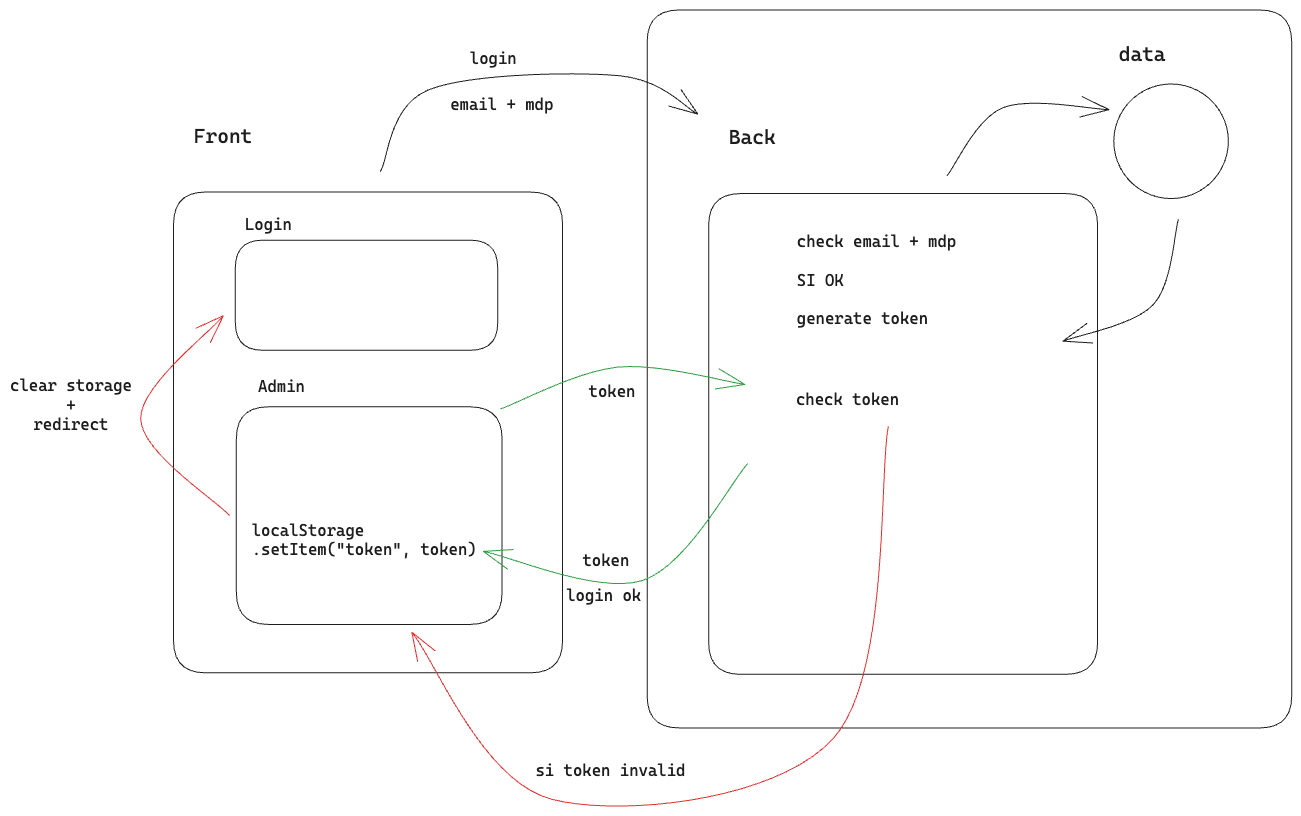 login
email + mdp
data
Front
Back
Login
check email + mdp
SI OK
generate token
clear storage
+
redirect
Admin
token
check token
localStorage
.setItem("token", token)
token
login ok
si token invalid